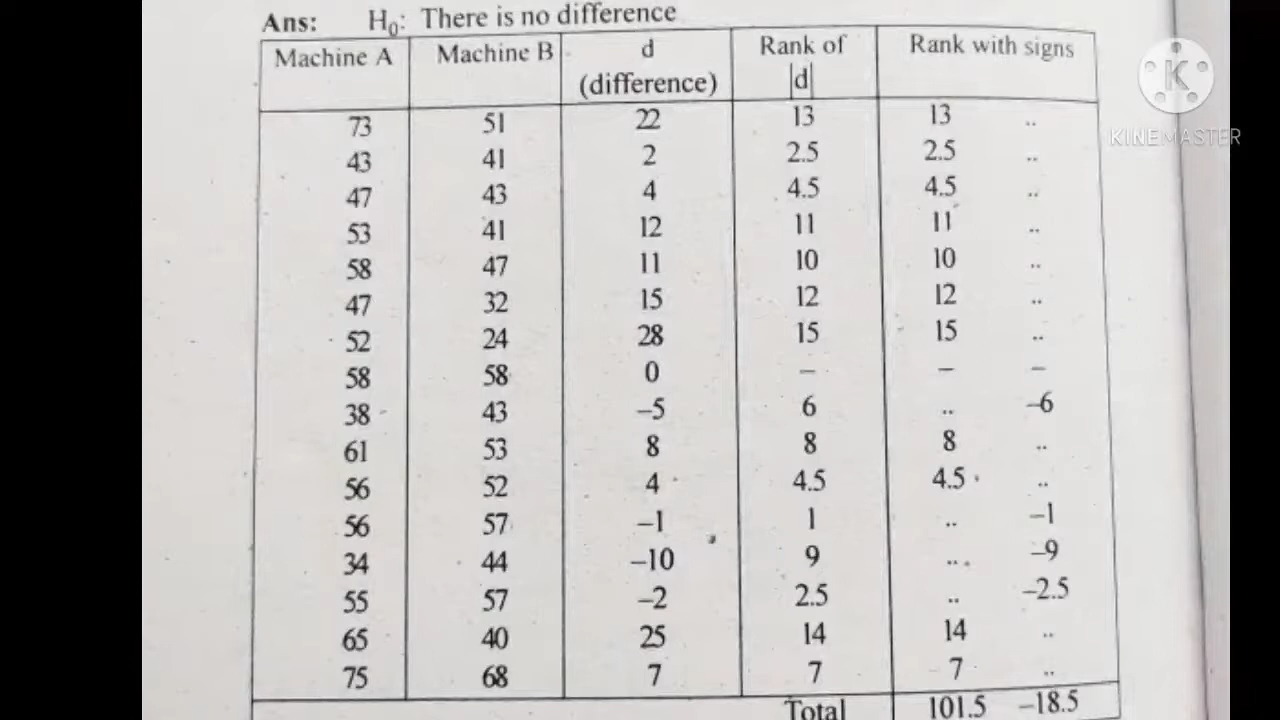 Ans: H₀: There is no difference
Machine A Machine B d (difference) Rank of |d| Rank with signs
73 51 22 13 13 ..
43 41 2 2.5 2.5 ..
47 43 4 4.5 4.5 ..
53 41 12 11 11 ..
58 47 11 10 10 ..
47 32 15 12 12 ..
52 24 28 15 15 ..
58 58 0 – – –
38 43 –5 6 .. –6
61 53 8 8 8 ..
56 52 4 4.5 4.5 ..
56 57 –1 1 .. –1
34 44 –10 9 .. –9
55 57 –2 2.5 .. –2.5
65 40 25 14 14 ..
75 68 7 7 7 ..
Total 101.5 –18.5
K
KINEMASTER